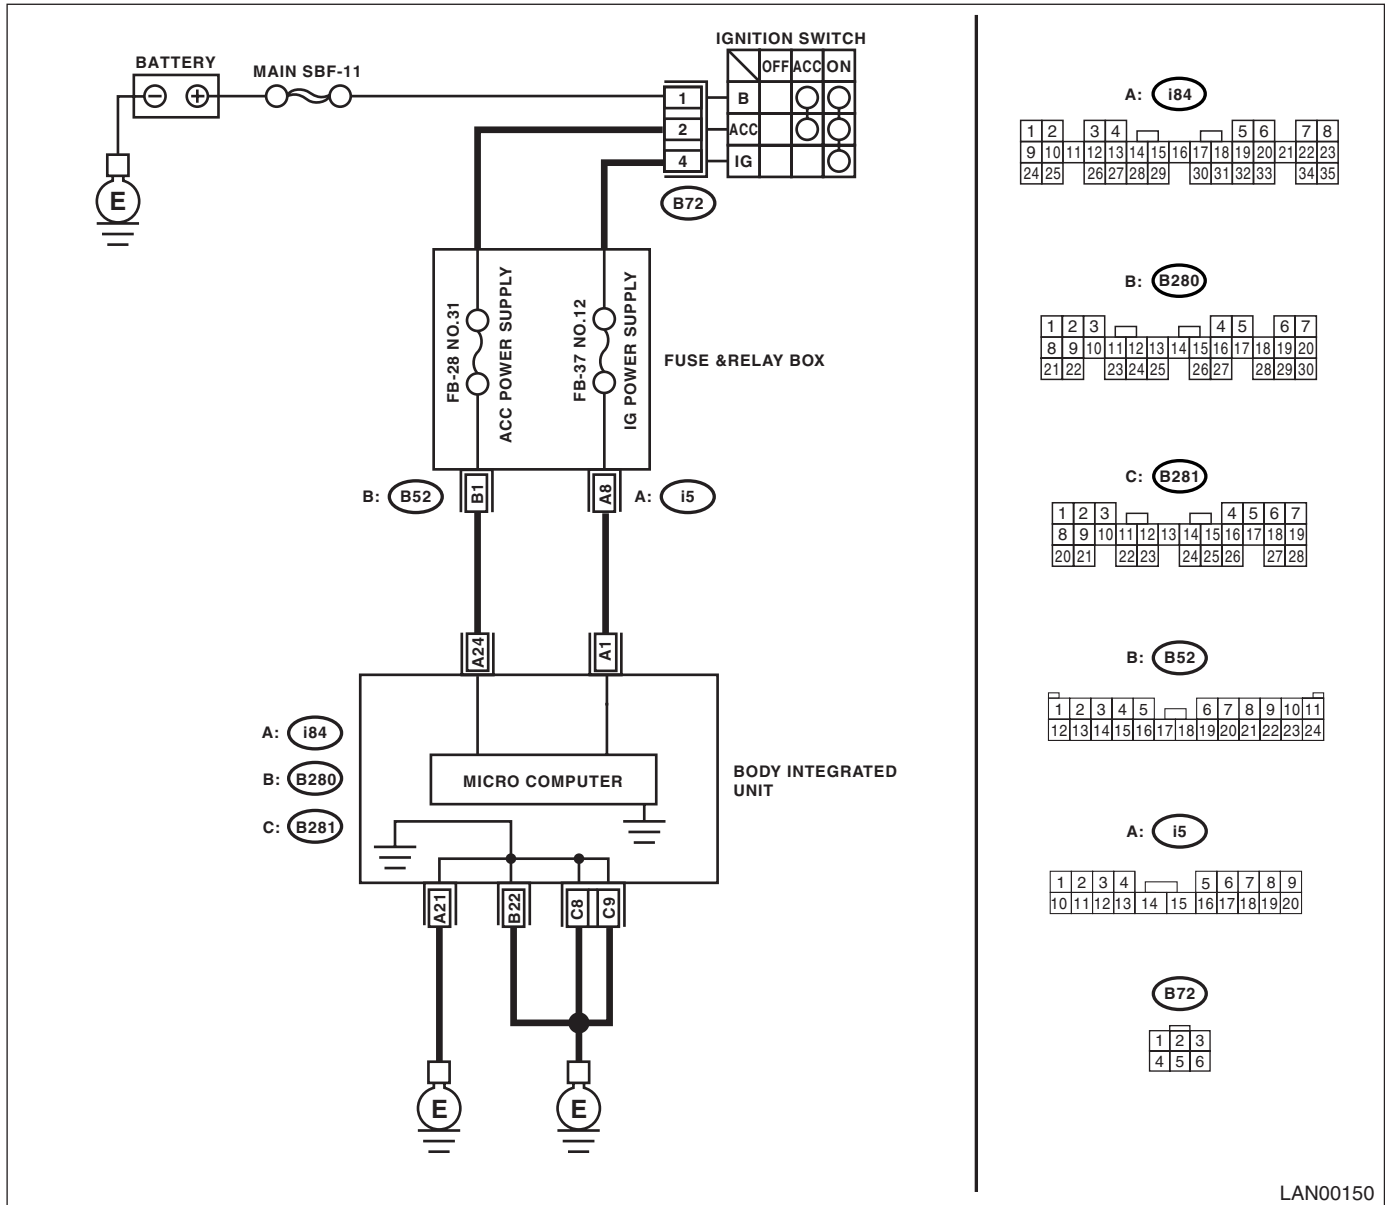 IGNITION SWITCH
BATTERY
MAIN SBF-11
OFF ACC ON
1 B
2 ACC
4 IG
E
B72
FB-28 NO.31
ACC POWER SUPPLY
FB-37 NO.12
IG POWER SUPPLY
FUSE &RELAY BOX
B: B52 B1 A8 A: i5
A24 A1
A: i84
B: B280
C: B281
MICRO COMPUTER
BODY INTEGRATED
UNIT
A21 B22 C8 C9
E E
A: i84
1 2 3 4 5 6 7 8
9 10 11 12 13 14 15 16 17 18 19 20 21 22 23
24 25 26 27 28 29 30 31 32 33 34 35
B: B280
1 2 3 4 5 6 7
8 9 10 11 12 13 14 15 16 17 18 19 20
21 22 23 24 25 26 27 28 29 30
C: B281
1 2 3 4 5 6 7
8 9 10 11 12 13 14 15 16 17 18 19
20 21 22 23 24 25 26 27 28
B: B52
1 2 3 4 5 6 7 8 9 10 11
12 13 14 15 16 17 18 19 20 21 22 23 24
A: i5
1 2 3 4 5 6 7 8 9
10 11 12 13 14 15 16 17 18 19 20
B72
1 2 3
4 5 6
LAN00150